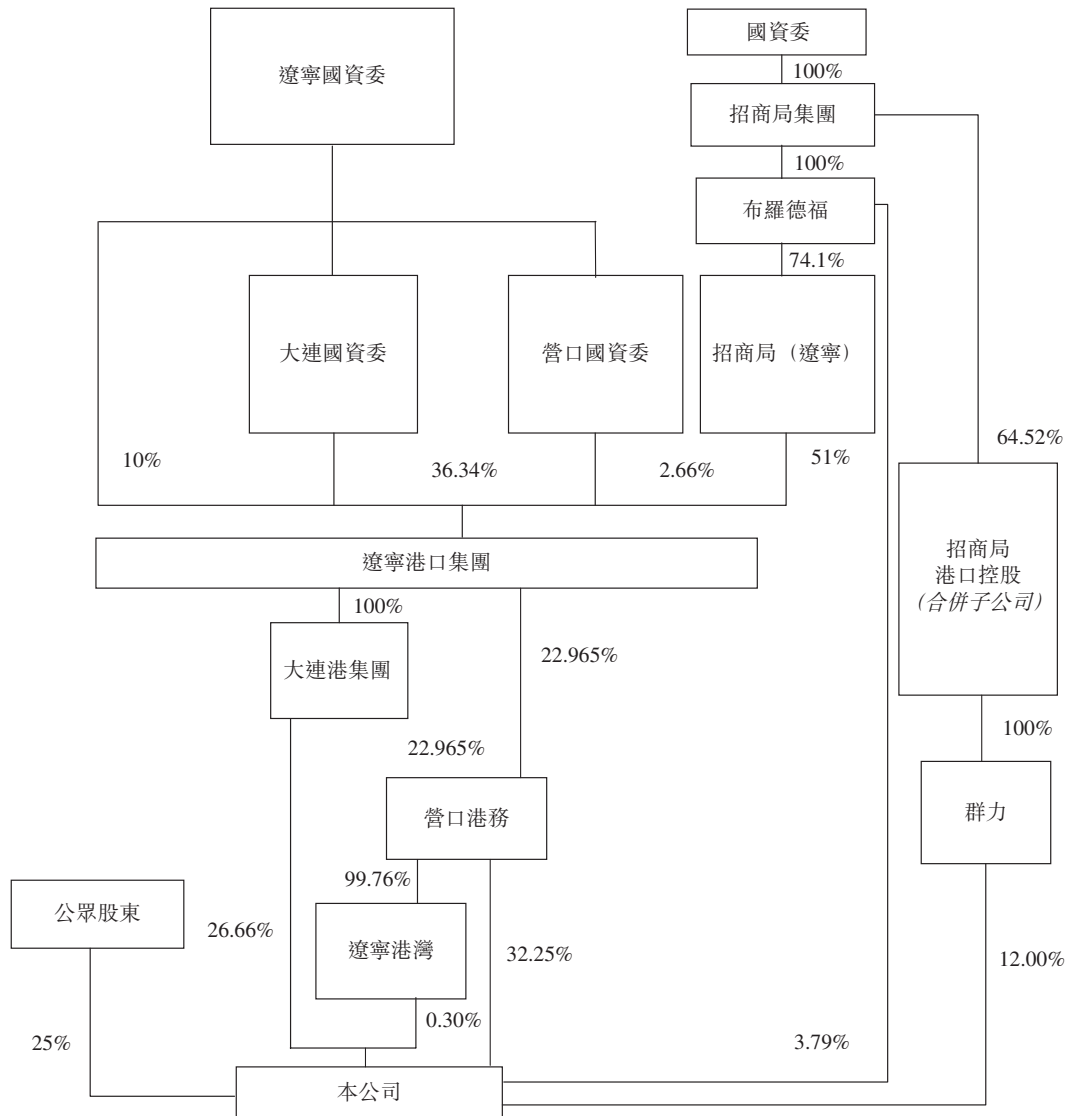 國資委
遼寧國資委
100%
招商局集團
100%
布羅德福
74.1%
大連國資委
營口國資委
招商局（遼寧）
64.52%
10%
36.34%
2.66%
51%
招商局
港口控股
(合併子公司)
遼寧港口集團
100%
22.965%
大連港集團
100%
22.965%
營口港務
群力
99.76%
公眾股東
26.66%
遼寧港灣
32.25%
12.00%
0.30%
25%
3.79%
本公司